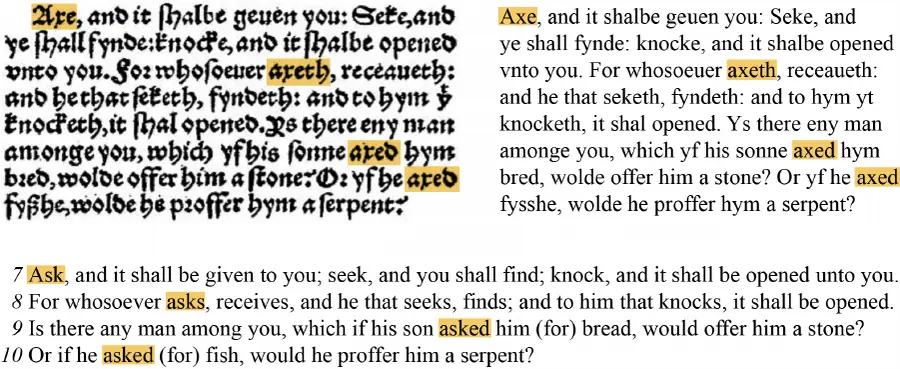 Axe, and it ſhalbe geuen you: Seke, and
ye ſhall fynde: knocke, and it ſhalbe opened
vnto you. Foꝛ whoſoeuer axeth, receaueth:
and he that ſeketh, fyndeth: and to hym yͭ
knocketh, it ſhal opened. Ys there eny man
amonge you, which yf his ſonne axed hym
bꝛed, wolde offer him a ſtone? Oꝛ yf he axed
fyßhe, wolde he pꝛoffer hym a ſerpent?
Axe, and it shalbe geuen you: Seke, and
ye shall fynde: knocke, and it shalbe opened
vnto you. For whosoeuer axeth, receaueth:
and he that seketh, fyndeth: and to hym yt
knocketh, it shal opened. Ys there eny man
amonge you, which yf his sonne axed hym
bred, wolde offer him a stone? Or yf he axed
fysshe, wolde he proffer hym a serpent?
7 Ask, and it shall be given to you; seek, and you shall find; knock, and it shall be opened unto you.
8 For whosoever asks, receives, and he that seeks, finds; and to him that knocks, it shall be opened.
9 Is there any man among you, which if his son asked him (for) bread, would offer him a stone?
10 Or if he asked (for) fish, would he proffer him a serpent?